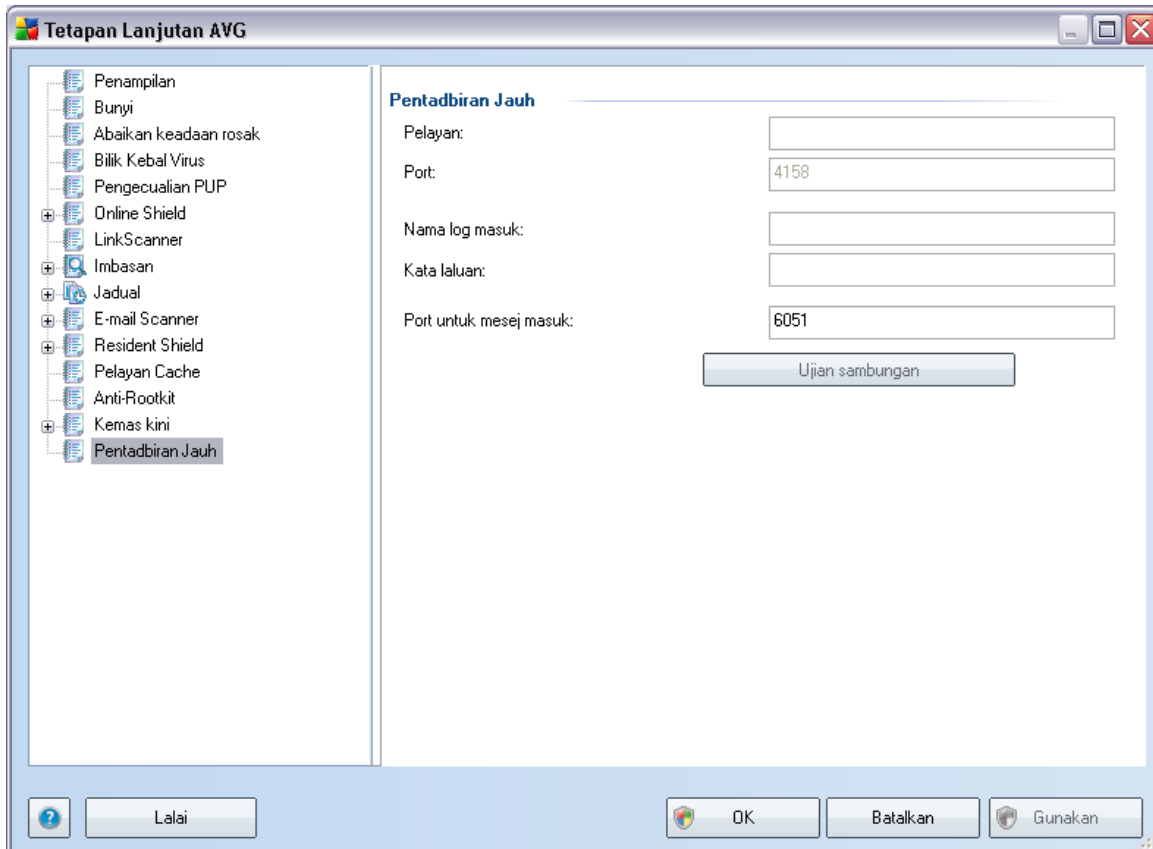 Tetapan Lanjutan AVG
Penampilan
Bunyi
Abaikan keadaan rosak
Bilik Kebal Virus
Pengecualian PUP
Online Shield
LinkScanner
Imbasan
Jadual
E-mail Scanner
Resident Shield
Pelayan Cache
Anti-Rootkit
Kemas kini
Pentadbiran Jauh
Pentadbiran Jauh
Pelayan:
Port: 4158
Nama log masuk:
Kata laluan:
Port untuk mesej masuk: 6051
Ujian sambungan
? Lalai OK Batalkan Gunakan